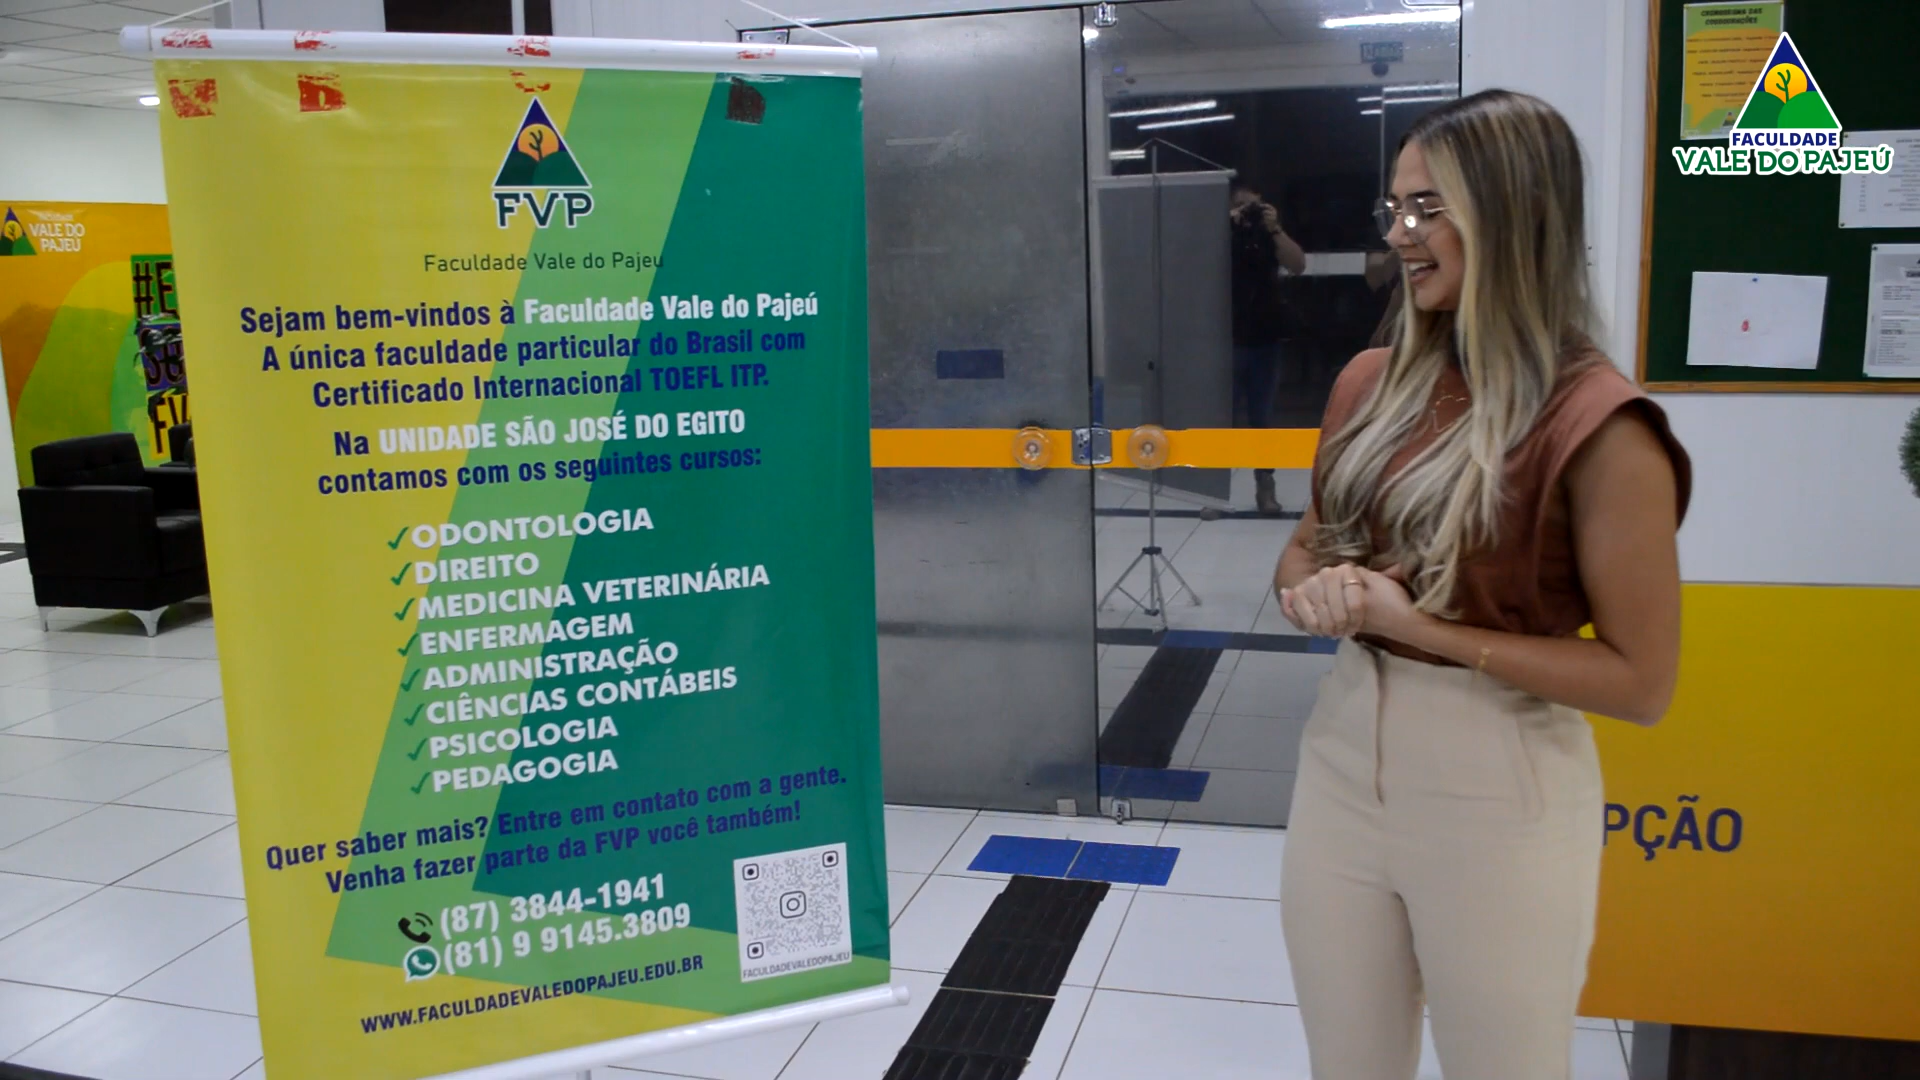 FVP
Faculdade Vale do Pajeu
Sejam bem-vindos à Faculdade Vale do Pajeú
A única faculdade particular do Brasil com
Certificado Internacional TOEFL ITP.
Na UNIDADE SÃO JOSÉ DO EGITO
contamos com os seguintes cursos:
✓ODONTOLOGIA
✓DIREITO
✓MEDICINA VETERINÁRIA
✓ENFERMAGEM
✓ADMINISTRAÇÃO
✓CIÊNCIAS CONTÁBEIS
✓PSICOLOGIA
✓PEDAGOGIA
Quer saber mais? Entre em contato com a gente.
Venha fazer parte da FVP você também!
(87) 3844-1941
(81) 9 9145.3809
WWW.FACULDADEVALEDOPAJEU.EDU.BR
FACULDADEVALEDOPAJEU
VALE DO
PAJEÚ
#E
FV
CRONOGRAMA DAS
COORDENAÇÕES
FACULDADE
VALE DO PAJEÚ
PÇÃO